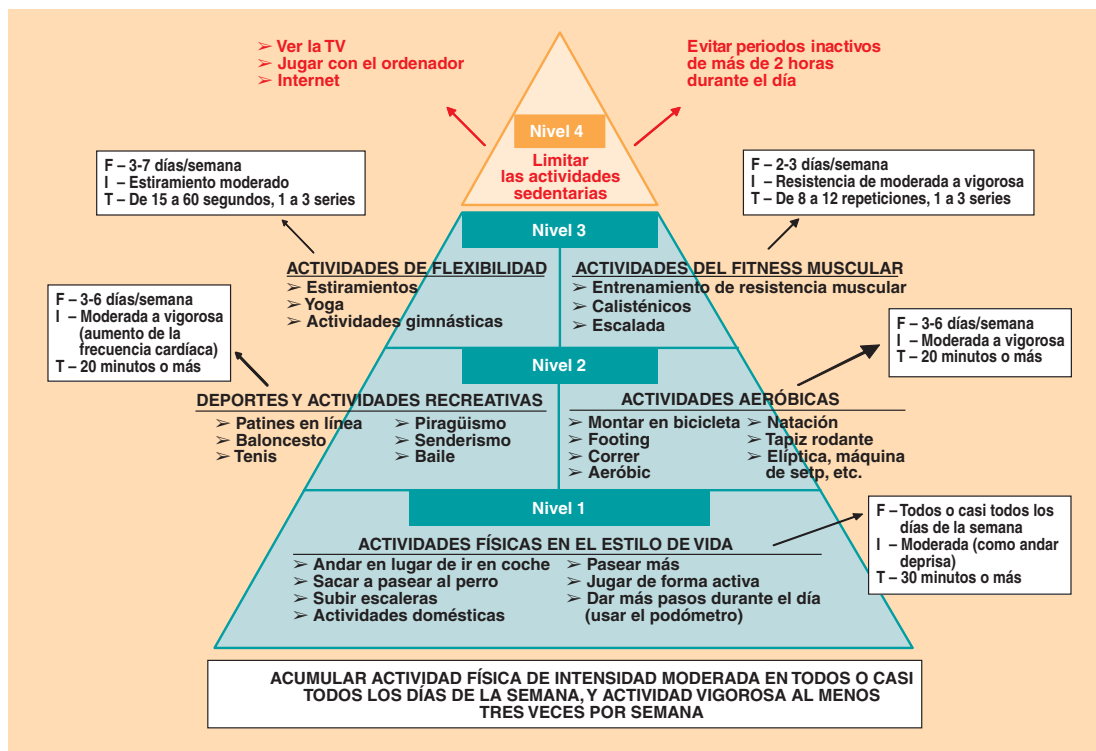 ➢ Ver la TV
➢ Jugar con el ordenador
➢ Internet
Evitar periodos inactivos
de más de 2 horas
durante el día
Nivel 4
Limitar
las actividades
sedentarias
F – 3-7 días/semana
I – Estiramiento moderado
T – De 15 a 60 segundos, 1 a 3 series
F – 2-3 días/semana
I – Resistencia de moderada a vigorosa
T – De 8 a 12 repeticiones, 1 a 3 series
Nivel 3
ACTIVIDADES DE FLEXIBILIDAD
➢ Estiramientos
➢ Yoga
➢ Actividades gimnásticas
ACTIVIDADES DEL FITNESS MUSCULAR
➢ Entrenamiento de resistencia muscular
➢ Calisténicos
➢ Escalada
F – 3-6 días/semana
I – Moderada a vigorosa
(aumento de la
frecuencia cardíaca)
T – 20 minutos o más
F – 3-6 días/semana
I – Moderada a vigorosa
T – 20 minutos o más
Nivel 2
DEPORTES Y ACTIVIDADES RECREATIVAS
➢ Patines en línea
➢ Baloncesto
➢ Tenis
➢ Piragüismo
➢ Senderismo
➢ Baile
ACTIVIDADES AERÓBICAS
➢ Montar en bicicleta
➢ Footing
➢ Correr
➢ Aeróbic
➢ Natación
➢ Tapiz rodante
➢ Elíptica, máquina
de setp, etc.
Nivel 1
ACTIVIDADES FÍSICAS EN EL ESTILO DE VIDA
➢ Andar en lugar de ir en coche
➢ Sacar a pasear al perro
➢ Subir escaleras
➢ Actividades domésticas
➢ Pasear más
➢ Jugar de forma activa
➢ Dar más pasos durante el día
(usar el podómetro)
F – Todos o casi todos los
días de la semana
I – Moderada (como andar
deprisa)
T – 30 minutos o más
ACUMULAR ACTIVIDAD FÍSICA DE INTENSIDAD MODERADA EN TODOS O CASI
TODOS LOS DÍAS DE LA SEMANA, Y ACTIVIDAD VIGOROSA AL MENOS
TRES VECES POR SEMANA